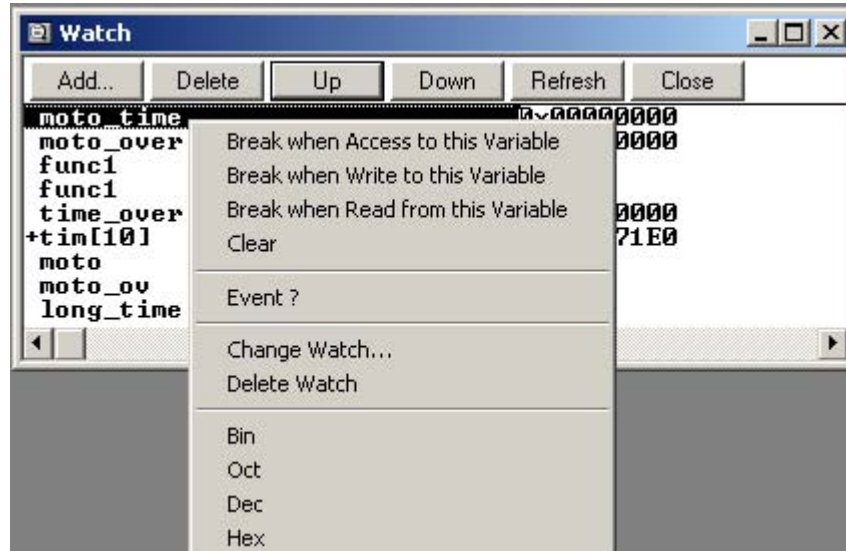 Watch
Add... Delete Up Down Refresh Close
moto_time 0x00000000
moto_over 0000
func1
func1
time_over 0000
+tim[10] 71E0
moto
moto_ov
long_time
Break when Access to this Variable
Break when Write to this Variable
Break when Read from this Variable
Clear
Event ?
Change Watch...
Delete Watch
Bin
Oct
Dec
Hex